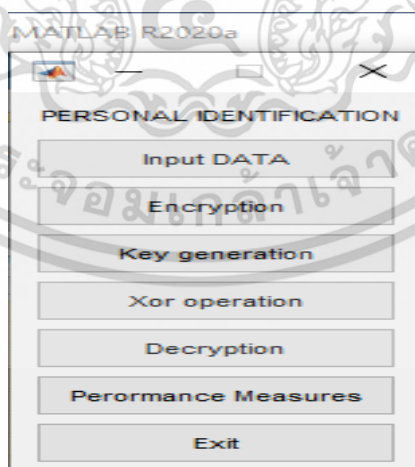 MATLAB R2020a
PERSONAL IDENTIFICATION
Input DATA
Encryption
Key generation
Xor operation
Decryption
Perormance Measures
Exit